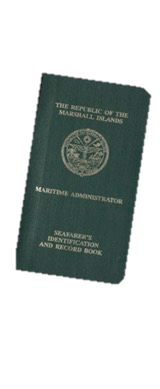 THE REPUBLIC OF THE
MARSHALL ISLANDS
MARITIME ADMINISTRATOR
SEAFARER'S
IDENTIFICATION
AND RECORD BOOK